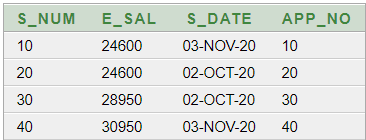 S_NUM E_SAL S_DATE APP_NO
10 24600 03-NOV-20 10
20 24600 02-OCT-20 20
30 28950 02-OCT-20 30
40 30950 03-NOV-20 40